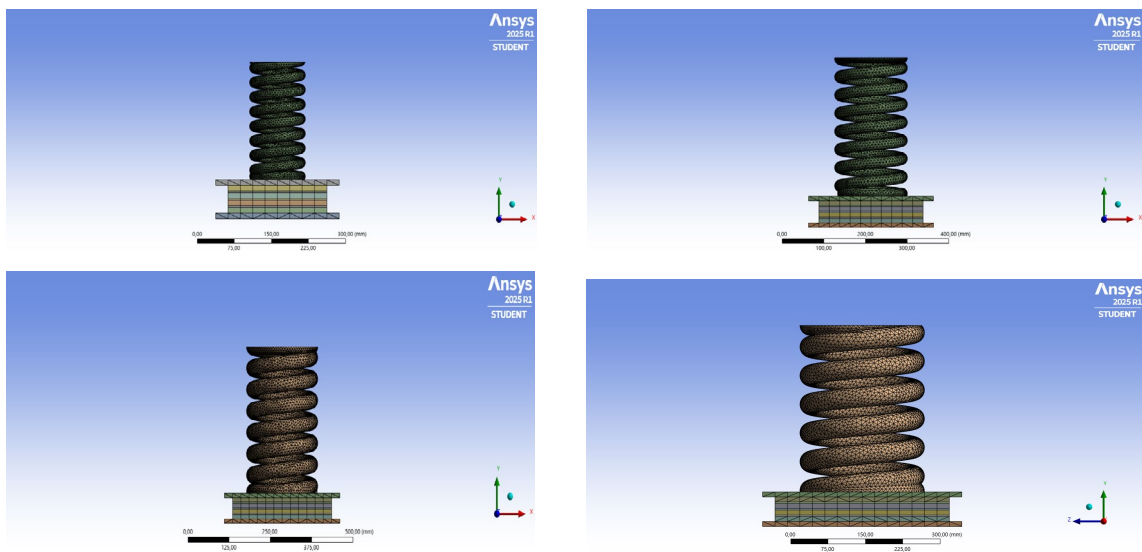 Ansys
2025 R1
STUDENT
Y
X
0,00 150,00 300,00 (mm)
75,00 225,00
Ansys
2025 R1
STUDENT
Y
X
0,00 200,00 400,00 (mm)
100,00 300,00
Ansys
2025 R1
STUDENT
Y
X
0,00 250,00 500,00 (mm)
125,00 375,00
Ansys
2025 R1
STUDENT
Y
Z
0,00 150,00 300,00 (mm)
75,00 225,00